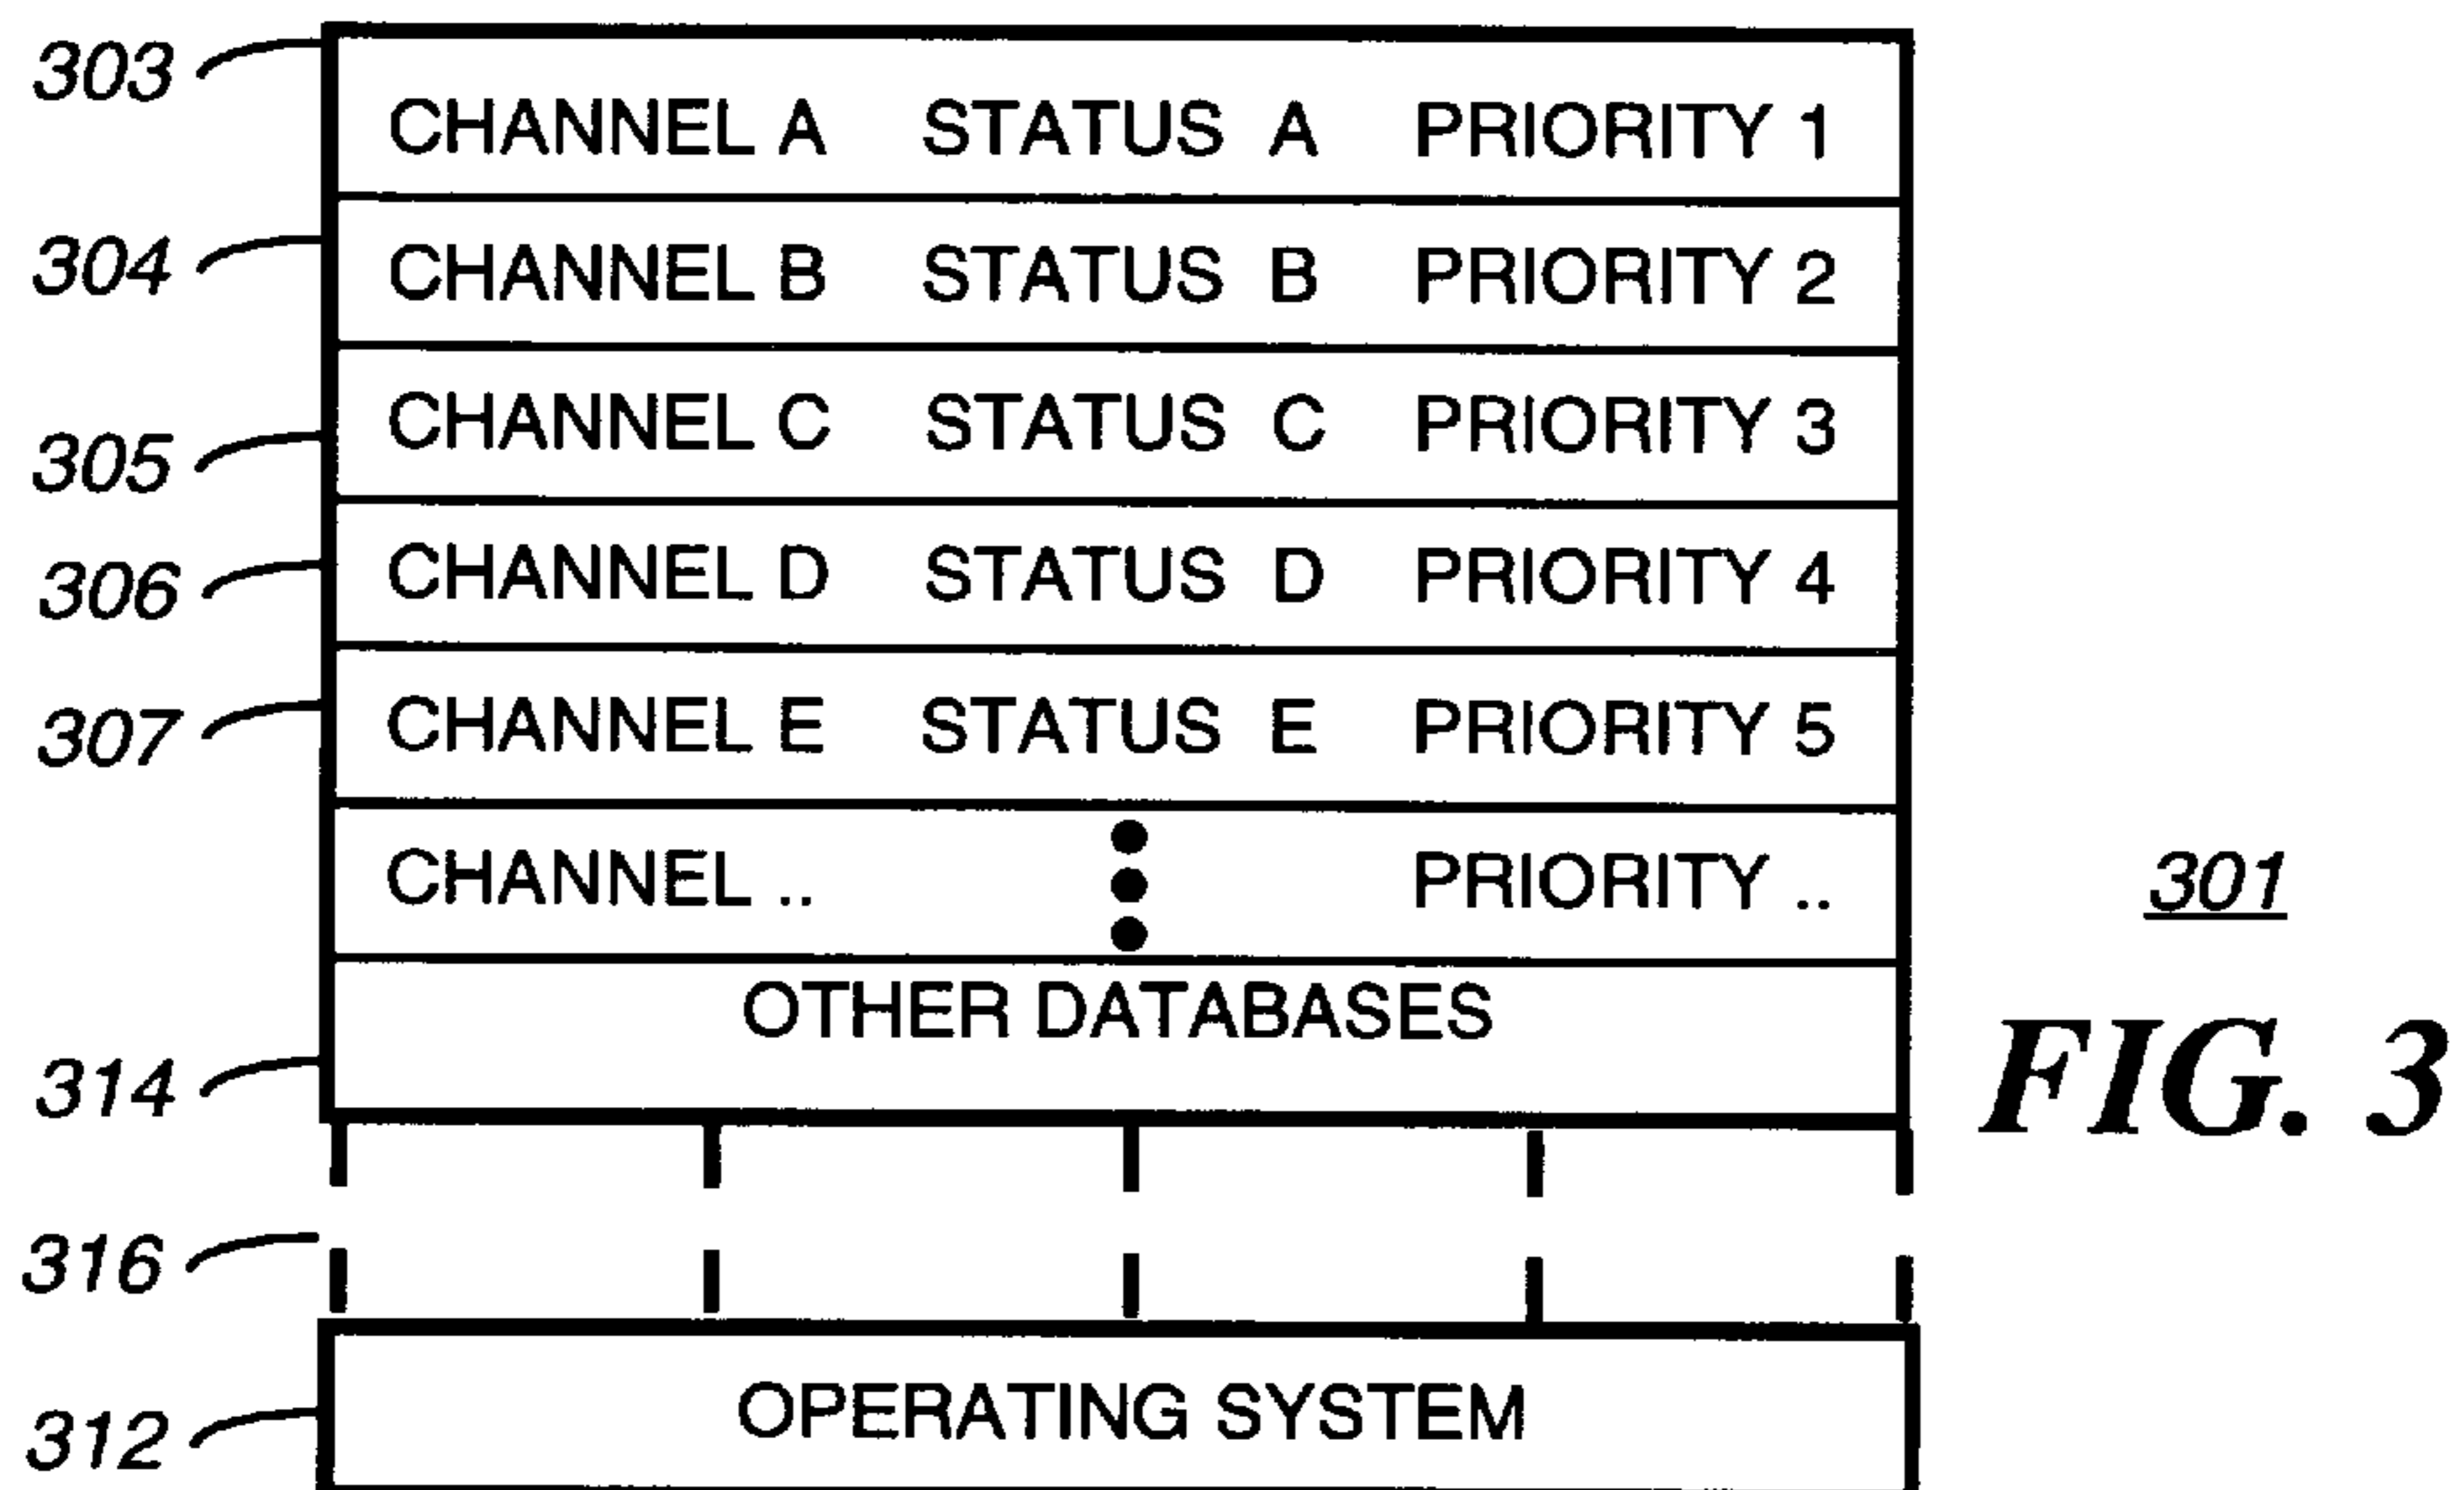 303 CHANNEL A STATUS A PRIORITY 1
304 CHANNEL B STATUS B PRIORITY 2
305 CHANNEL C STATUS C PRIORITY 3
306 CHANNEL D STATUS D PRIORITY 4
307 CHANNEL E STATUS E PRIORITY 5
CHANNEL .. PRIORITY ..
301
OTHER DATABASES
314
FIG. 3
316
312 OPERATING SYSTEM